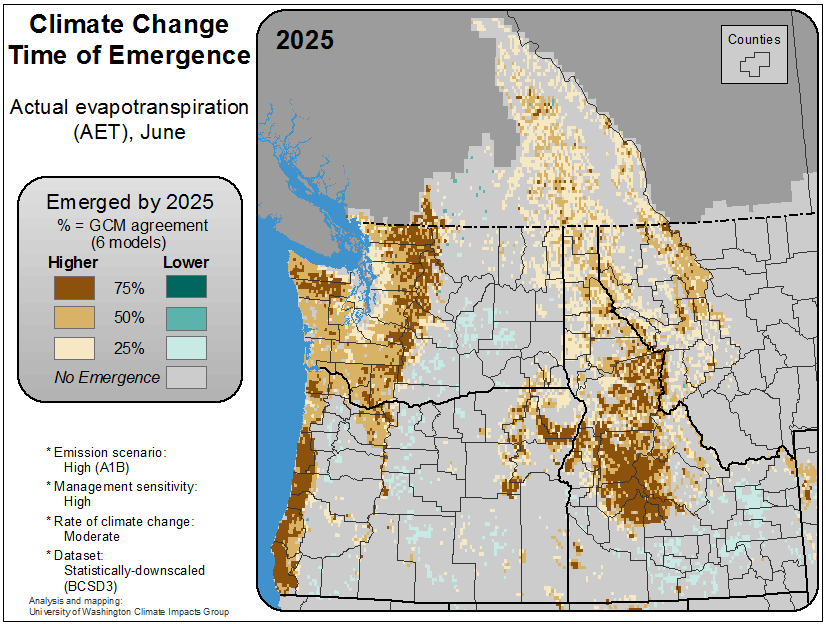 Climate Change
Time of Emergence
Actual evapotranspiration
(AET), June
Emerged by 2025
% = GCM agreement
(6 models)
Higher Lower
75%
50%
25%
No Emergence
* Emission scenario:
High (A1B)
* Management sensitivity:
High
* Rate of climate change:
Moderate
* Dataset:
Statistically-downscaled
(BCSD3)
Analysis and mapping:
University of Washington Climate Impacts Group
2025
Counties